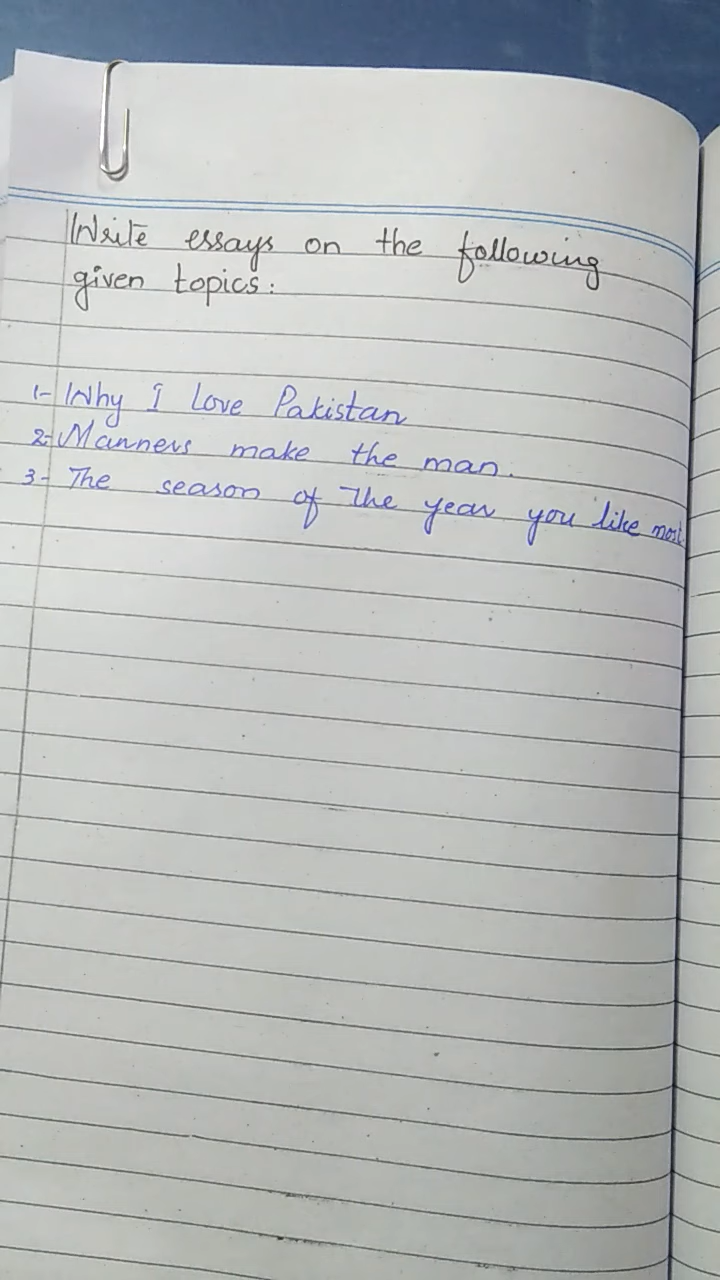 Write essays on the following
given topics:
1- Why I Love Pakistan
2- Manners make the man.
3- The season of the year you like most.